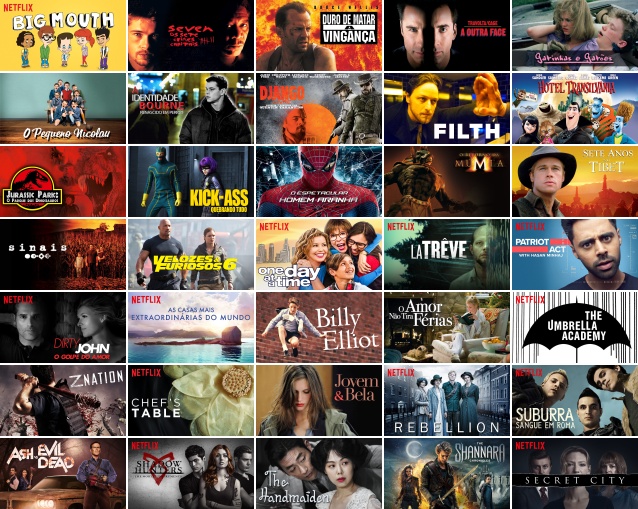 NETFLIX
BIG MOUTH
seven
os sete
crimes
capitais
BRUCE WILLIS
DURO DE MATAR
A
VINGANÇA
TRAVOLTA/CAGE
A OUTRA FACE
Gatinhas e Gatões
O Pequeno Nicolau
IDENTIDADE
BOURNE
DJANGO
FILTH
HOTEL TRANSILVÂNIA
JURASSIC PARK:
O PARQUE DOS DINOSSAUROS
KICK-ASS
QUEBRANDO TUDO
O ESPETACULAR
HOMEM-ARANHA
MÚMIA
SETE ANOS
TIBET
sinais
VELOZES &
FURIOSOS 6
NETFLIX
one
day
at a
time
NETFLIX
LA TRÊVE
NETFLIX
PATRIOT
ACT
WITH HASAN MINHAJ
NETFLIX
DIRTY
JOHN
O GOLPE DO AMOR
NETFLIX
AS CASAS MAIS
EXTRAORDINÁRIAS DO MUNDO
Billy
Elliot
O Amor
Não Tira
Férias
NETFLIX
THE
UMBRELLA
ACADEMY
ZNATION
NETFLIX
CHEF'S
TABLE
Jovem
& Bela
NETFLIX
REBELLION
NETFLIX
SUBURRA
SANGUE EM ROMA
ASH vs EVIL
DEAD
NETFLIX
SHADOW
HUNTERS
The
Handmaiden
THE
SHANNARA
CHRONICLES
NETFLIX
SECRET CITY